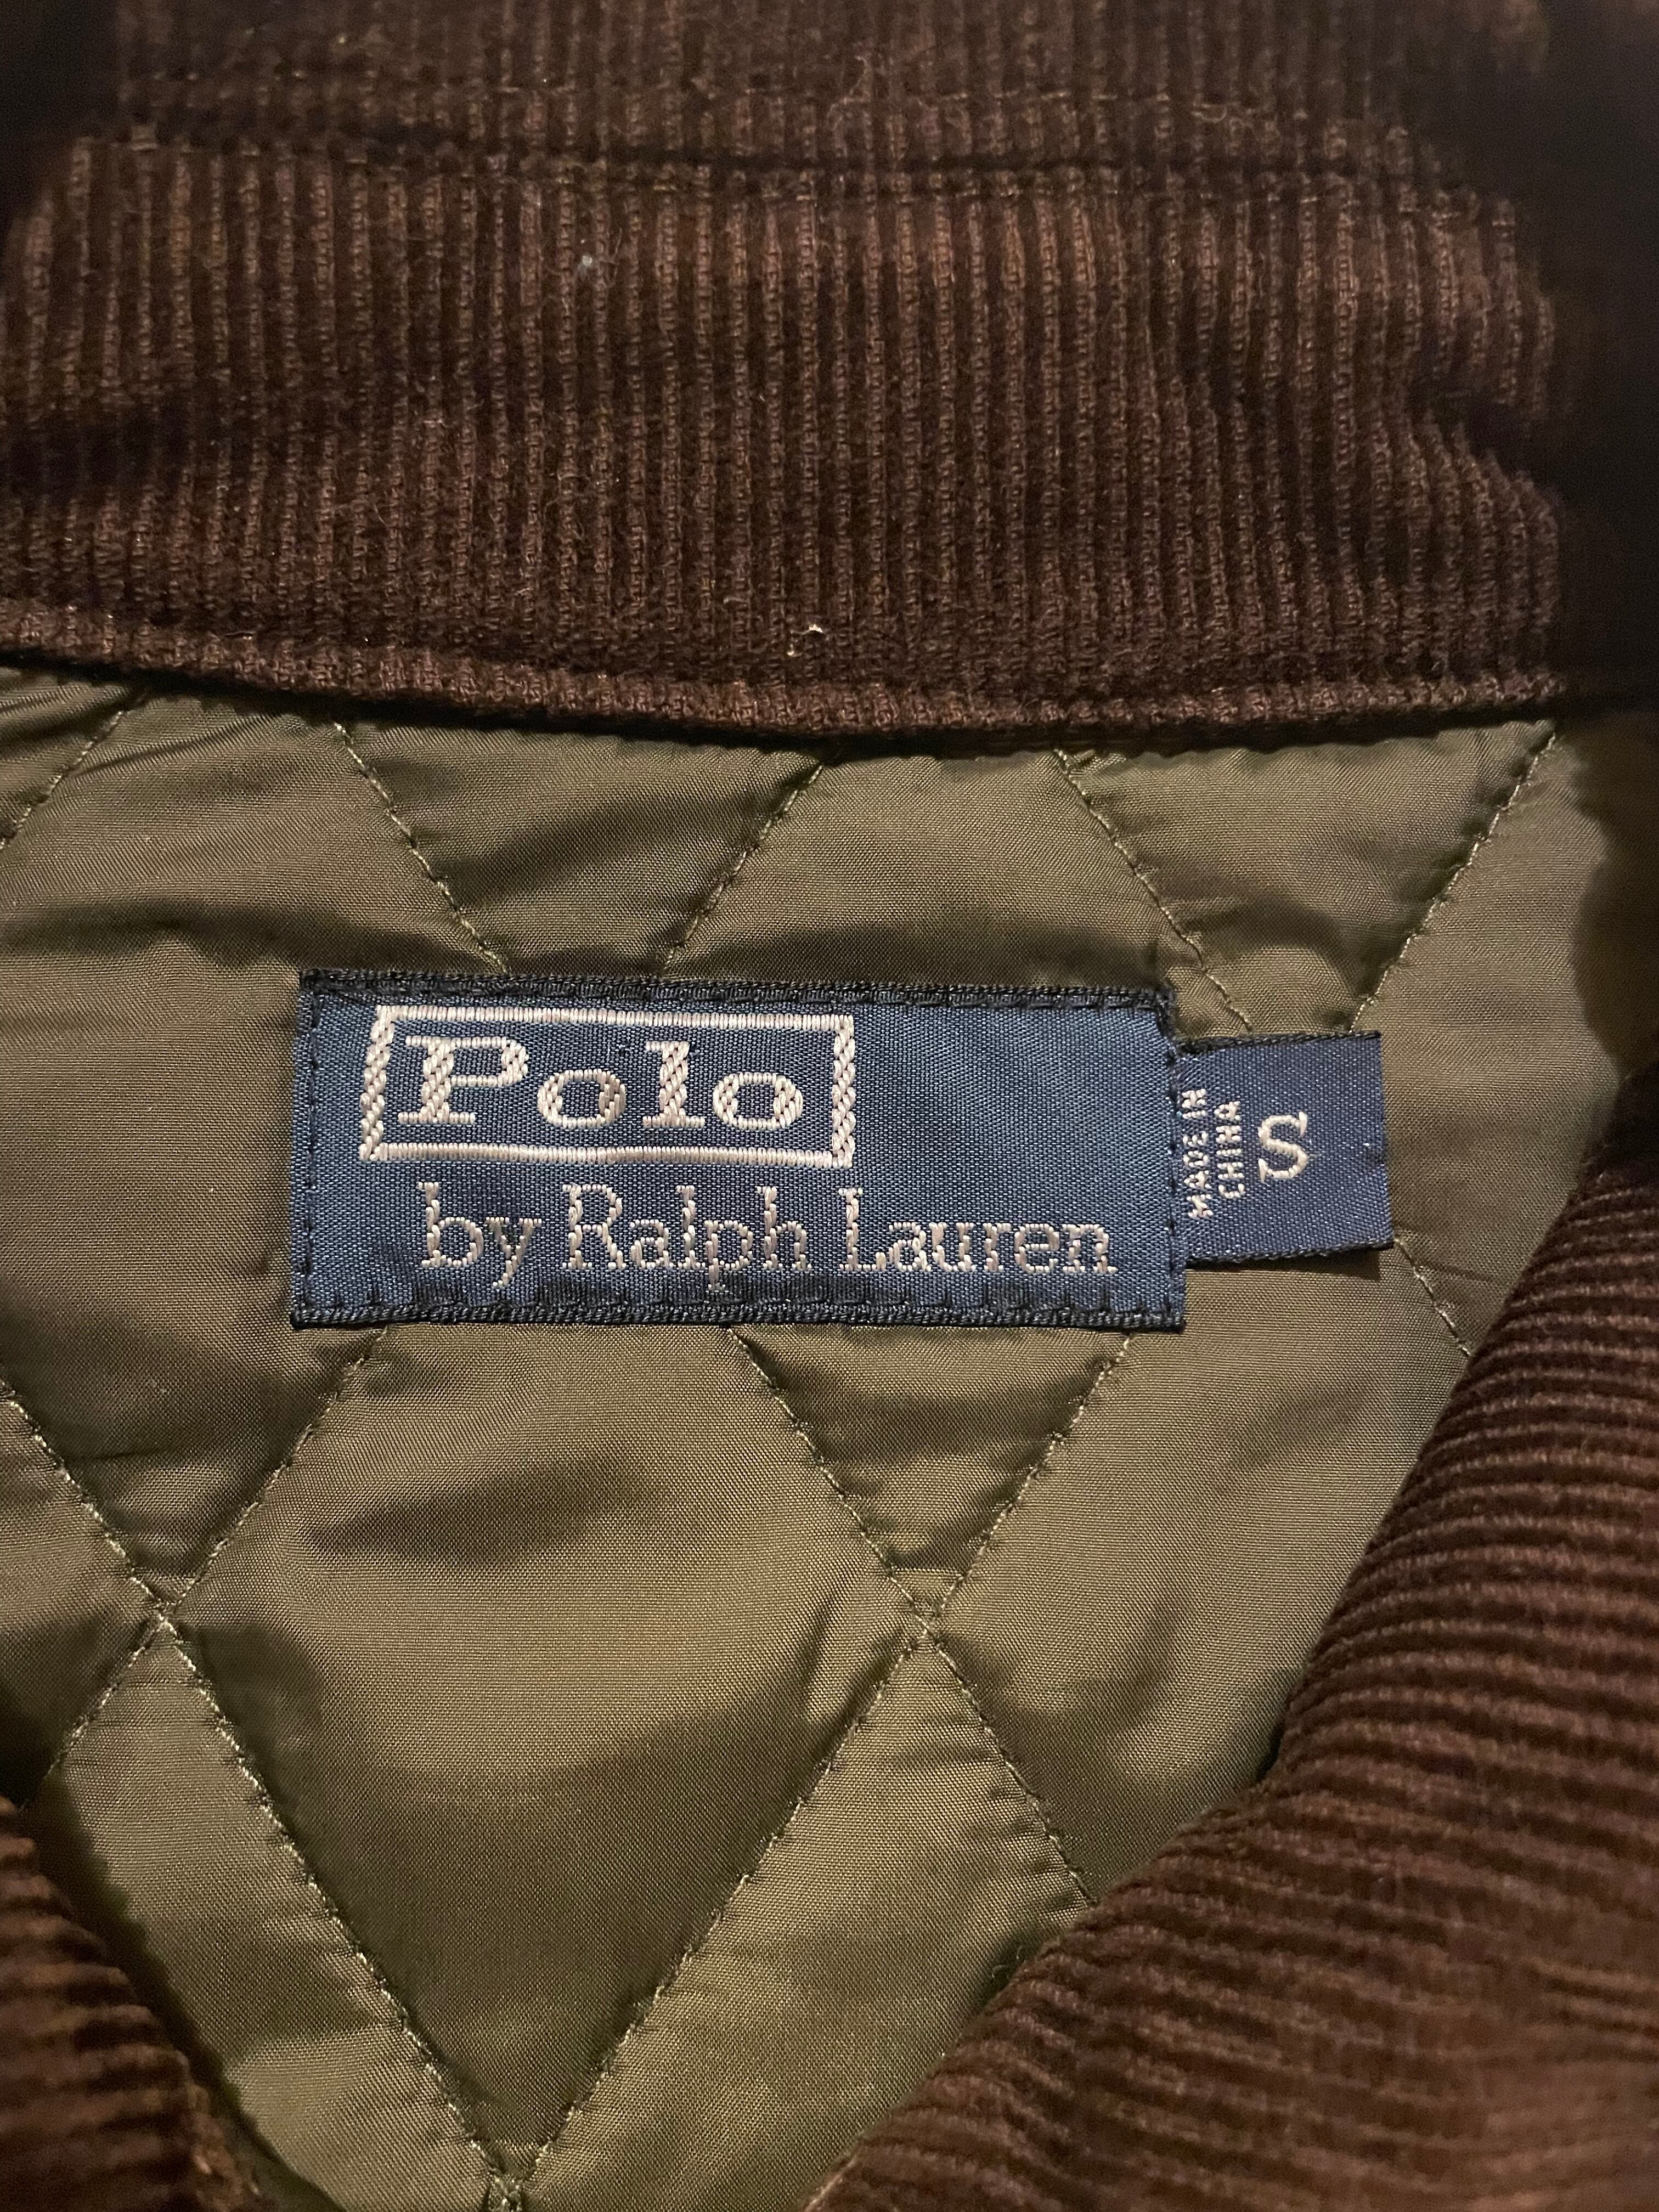 Polo
by Ralph Lauren
MADE IN
CHINA
S